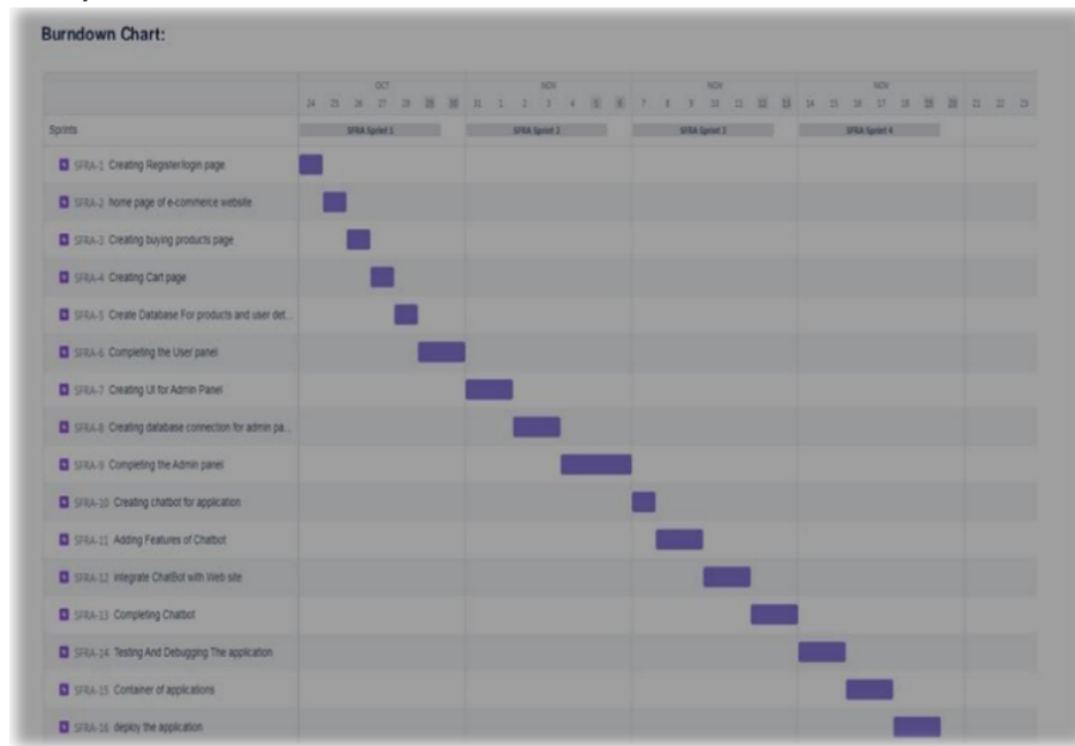 Burndown Chart:
OCT NOV NOV NOV
24 25 26 27 28 29 30 31 1 2 3 4 5 6 7 8 9 10 11 12 13 14 15 16 17 18 19 20 21 22 23
Sprints SFRA Sprint 1 SFRA Sprint 2 SFRA Sprint 3 SFRA Sprint 4
SFRA-1 Creating Register/login page
SFRA-2 home page of e-commerce website
SFRA-3 Creating buying products page
SFRA-4 Creating Cart page
SFRA-5 Create Database For products and user det...
SFRA-6 Completing the User panel
SFRA-7 Creating UI for Admin Panel
SFRA-8 Creating database connection for admin pa...
SFRA-9 Completing the Admin panel
SFRA-10 Creating chatbot for application
SFRA-11 Adding Features of Chatbot
SFRA-12 integrate ChatBot with Web site
SFRA-13 Completing Chatbot
SFRA-14 Testing And Debugging The application
SFRA-15 Container of applications
SFRA-16 deploy the application